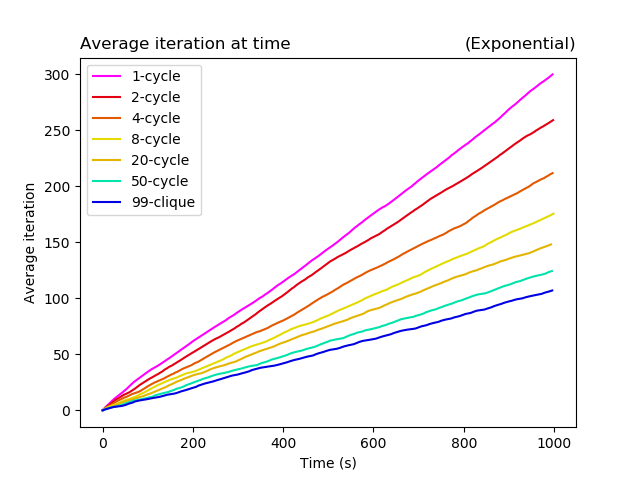 Average iteration at time (Exponential)
300
250
200
150
100
50
0
Average iteration
1-cycle
2-cycle
4-cycle
8-cycle
20-cycle
50-cycle
99-clique
0 200 400 600 800 1000
Time (s)